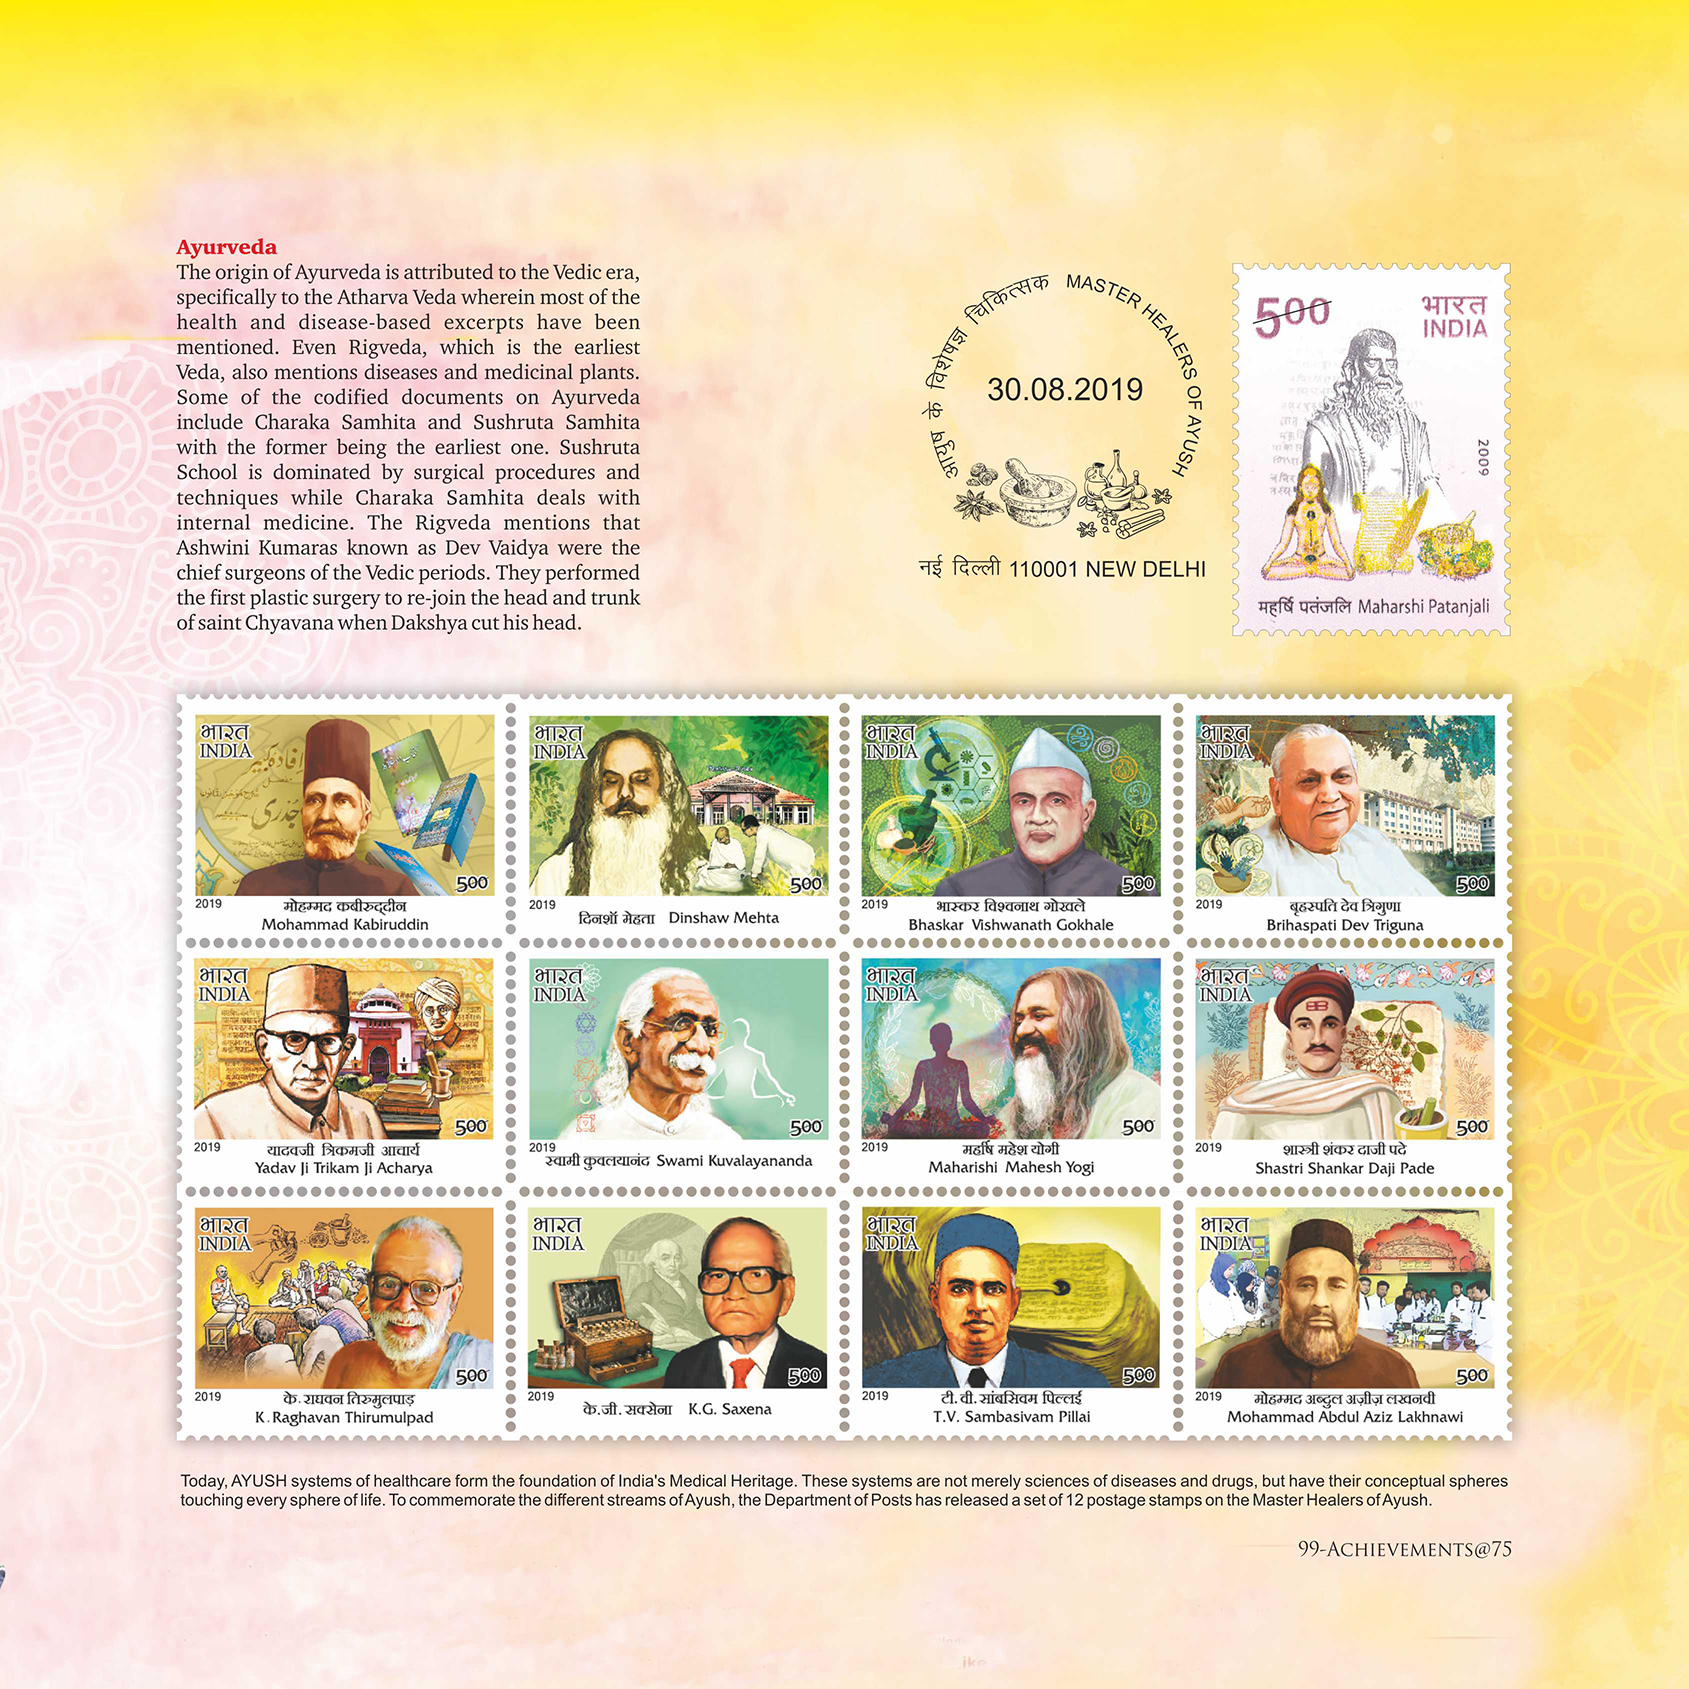 Ayurveda
The origin of Ayurveda is attributed to the Vedic era,
specifically to the Atharva Veda wherein most of the
health and disease-based excerpts have been
mentioned. Even Rigveda, which is the earliest
Veda, also mentions diseases and medicinal plants.
Some of the codified documents on Ayurveda
include Charaka Samhita and Sushruta Samhita
with the former being the earliest one. Sushruta
School is dominated by surgical procedures and
techniques while Charaka Samhita deals with
internal medicine. The Rigveda mentions that
Ashwini Kumaras known as Dev Vaidya were the
chief surgeons of the Vedic periods. They performed
the first plastic surgery to re-join the head and trunk
of saint Chyavana when Dakshya cut his head.
आयुष के विशेषज्ञ चिकित्सक MASTER HEALERS OF AYUSH
30.08.2019
नई दिल्ली 110001 NEW DELHI
500
भारत
INDIA
2009
महर्षि पतंजलि Maharshi Patanjali
भारत
INDIA
500
2019
मोहम्मद कबीरुद्दीन
Mohammad Kabiruddin
भारत
INDIA
500
2019
दिनशॉ मेहता Dinshaw Mehta
भारत
INDIA
500
2019
भास्कर विश्वनाथ गोखले
Bhaskar Vishwanath Gokhale
भारत
INDIA
500
2019
बृहस्पति देव त्रिगुणा
Brihaspati Dev Triguna
भारत
INDIA
500
2019
यादवजी त्रिकमजी आचार्य
Yadav Ji Trikam Ji Acharya
भारत
INDIA
500
2019
स्वामी कुवलयानंद Swami Kuvalayananda
भारत
INDIA
500
2019
महर्षि महेश योगी
Maharishi Mahesh Yogi
भारत
INDIA
500
2019
शास्त्री शंकर दाजी पदे
Shastri Shankar Daji Pade
भारत
INDIA
500
2019
के. राघवन तिरुमुलपाड़
K. Raghavan Thirumulpad
भारत
INDIA
500
2019
के.जी. सक्सेना K.G. Saxena
भारत
INDIA
500
2019
टी. वी. सांबसिवम पिल्लई
T.V. Sambasivam Pillai
भारत
INDIA
500
2019
मोहम्मद अब्दुल अज़ीज़ लखनवी
Mohammad Abdul Aziz Lakhnawi
Today, AYUSH systems of healthcare form the foundation of India's Medical Heritage. These systems are not merely sciences of diseases and drugs, but have their conceptual spheres
touching every sphere of life. To commemorate the different streams of Ayush, the Department of Posts has released a set of 12 postage stamps on the Master Healers of Ayush.
99-ACHIEVEMENTS@75